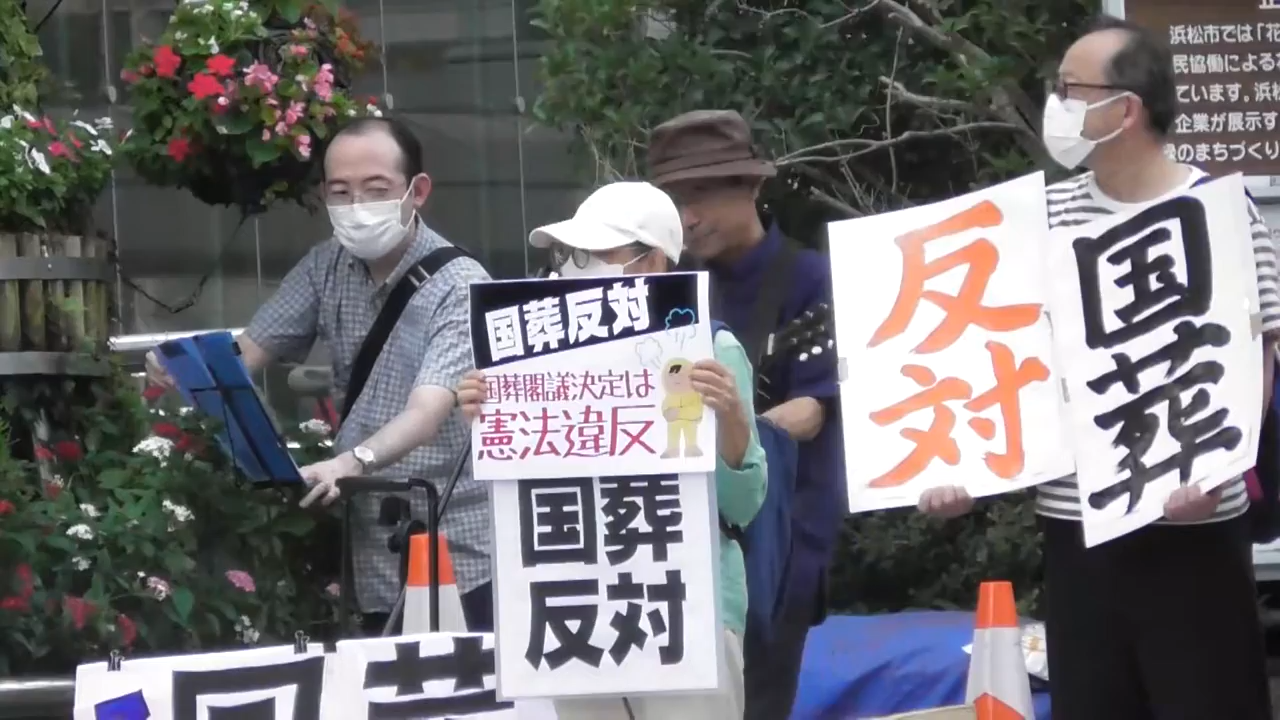 国葬反対
国葬閣議決定は
憲法違反
国葬
反対
反対
国葬
国葬
浜松市では「花
民協働による
ています。浜松
企業が展示す
のまちづくり